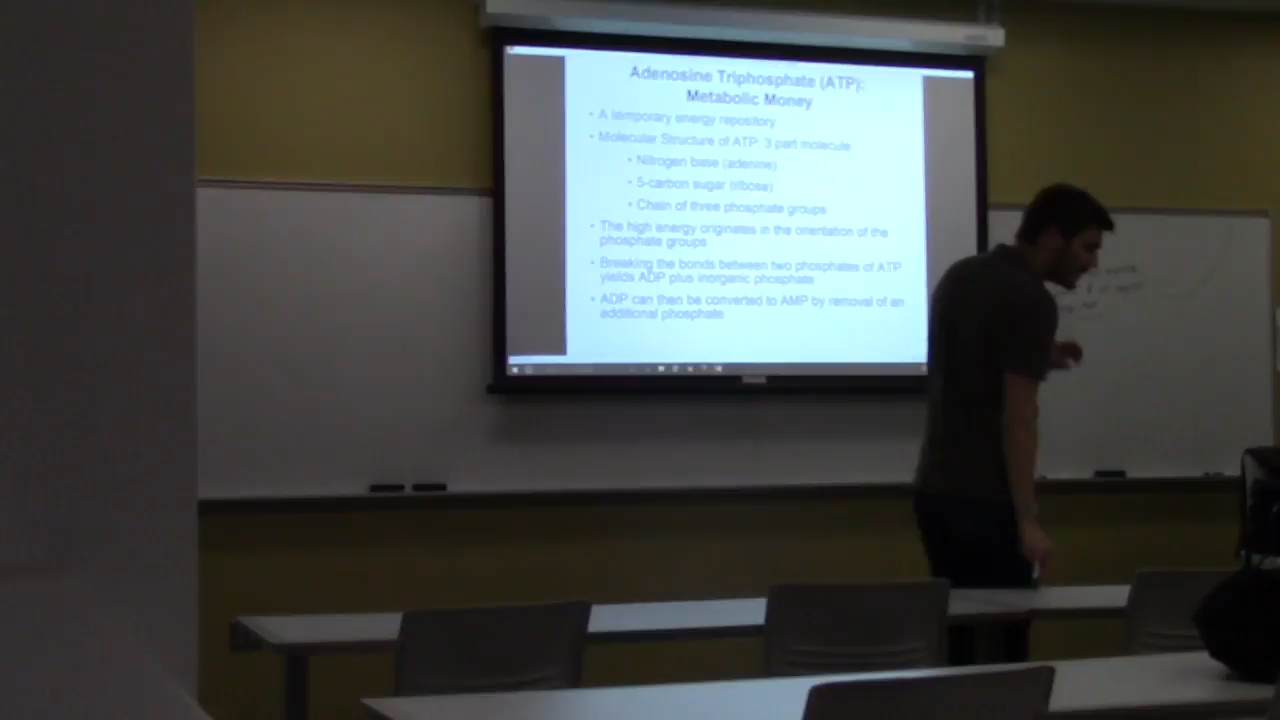 Adenosine Triphosphate (ATP):
Metabolic Money
• A temporary energy repository
• Molecular Structure of ATP: 3 part molecule
• Nitrogen base (adenine)
• 5-carbon sugar (ribose)
• Chain of three phosphate groups
• The high energy originates in the orientation of the
phosphate groups
• Breaking the bonds between two phosphates of ATP
yields ADP plus inorganic phosphate
• ADP can then be converted to AMP by removal of an
additional phosphate